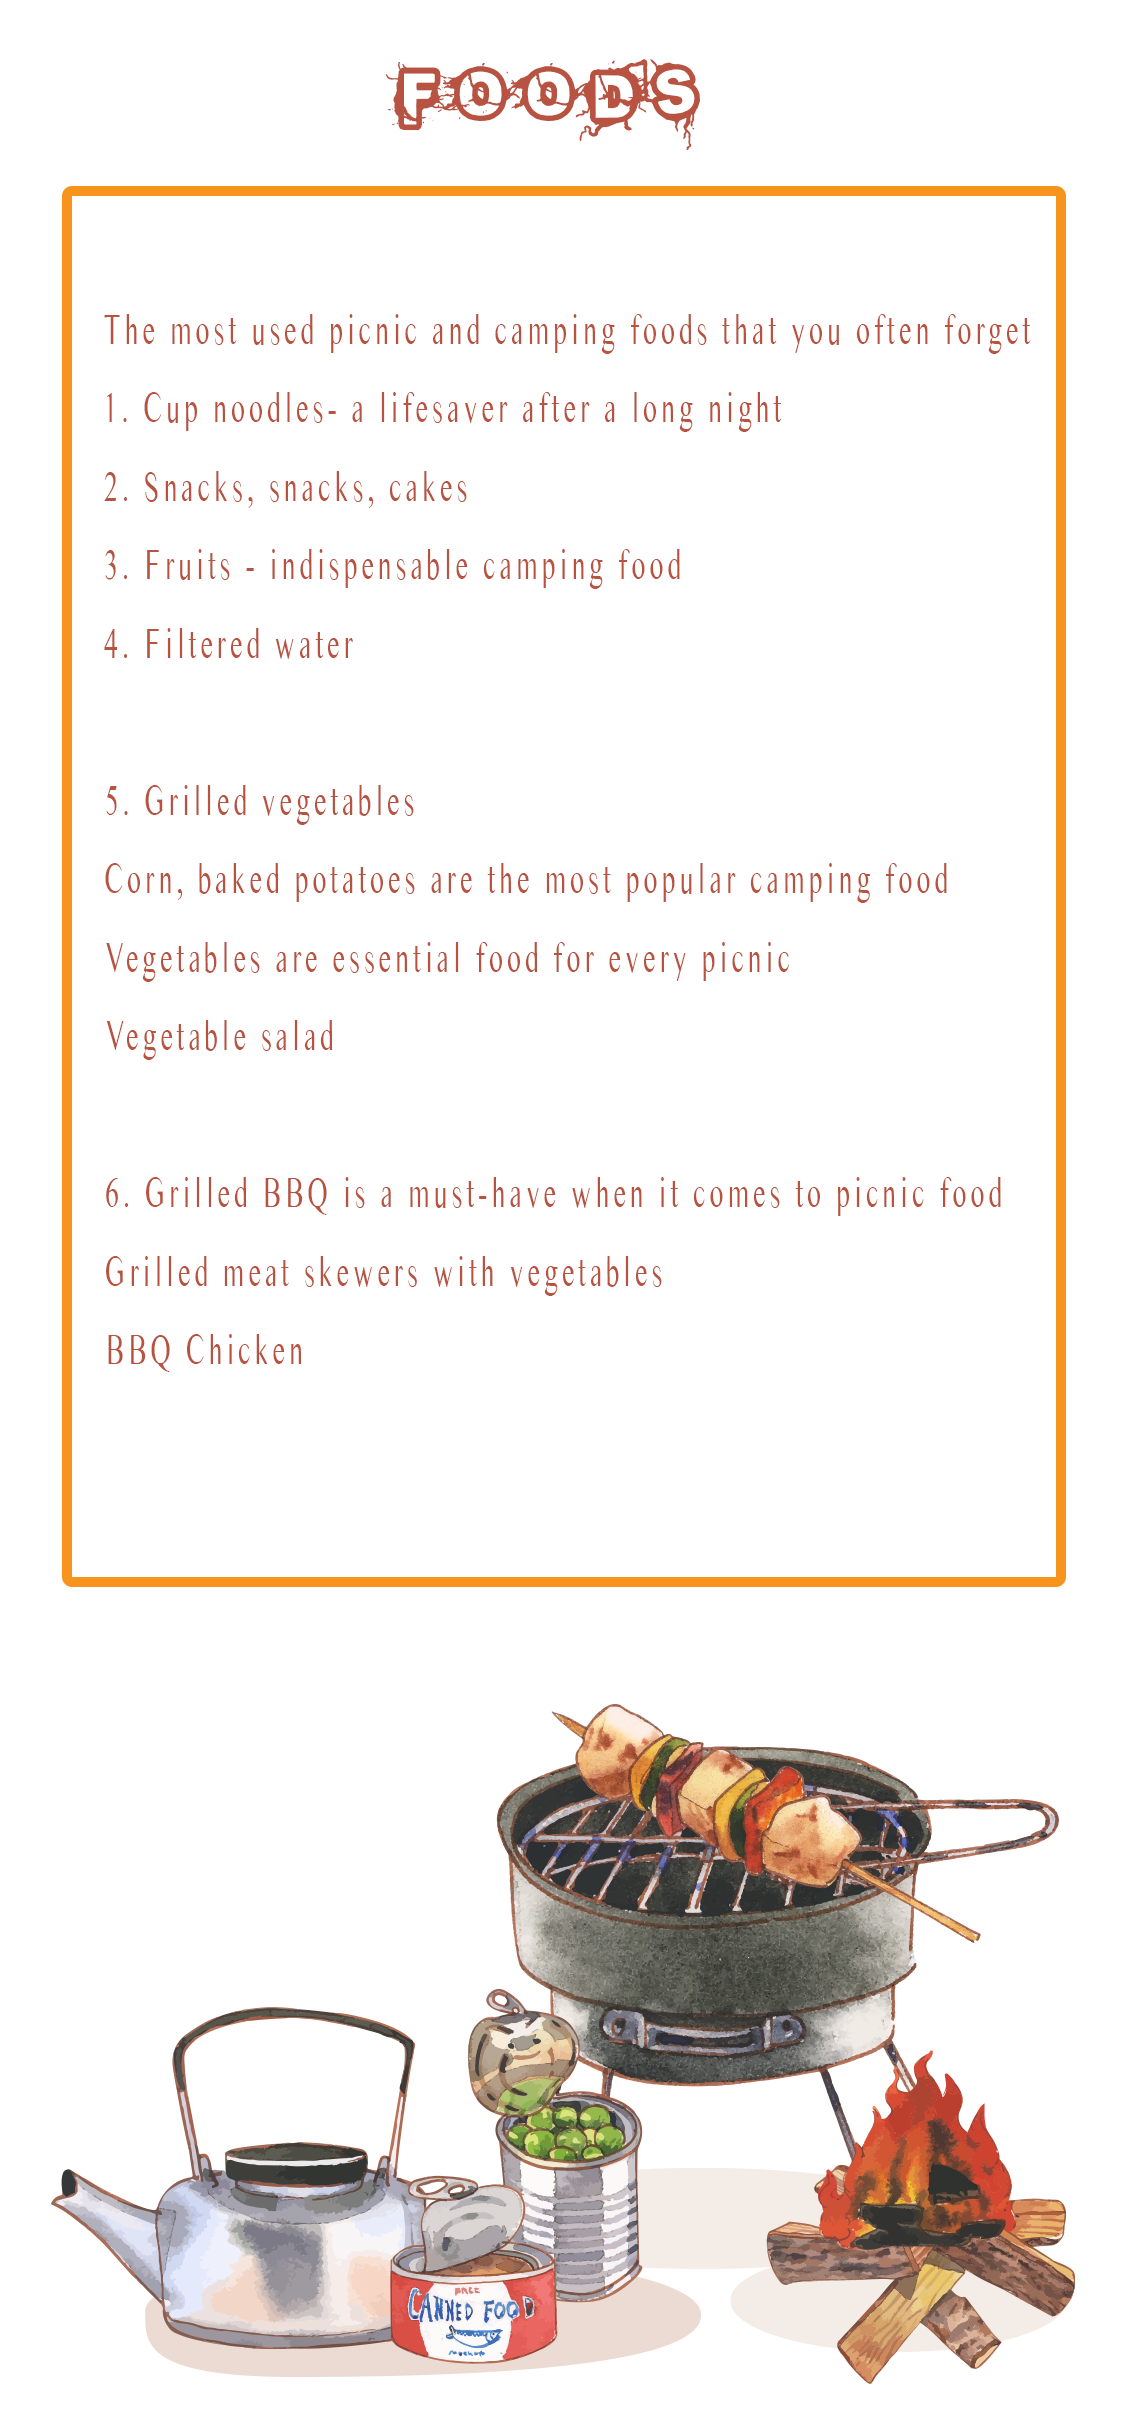 FOODS
The most used picnic and camping foods that you often forget
1. Cup noodles- a lifesaver after a long night
2. Snacks, snacks, cakes
3. Fruits - indispensable camping food
4. Filtered water
5. Grilled vegetables
Corn, baked potatoes are the most popular camping food
Vegetables are essential food for every picnic
Vegetable salad
6. Grilled BBQ is a must-have when it comes to picnic food
Grilled meat skewers with vegetables
BBQ Chicken
CANNED FOOD